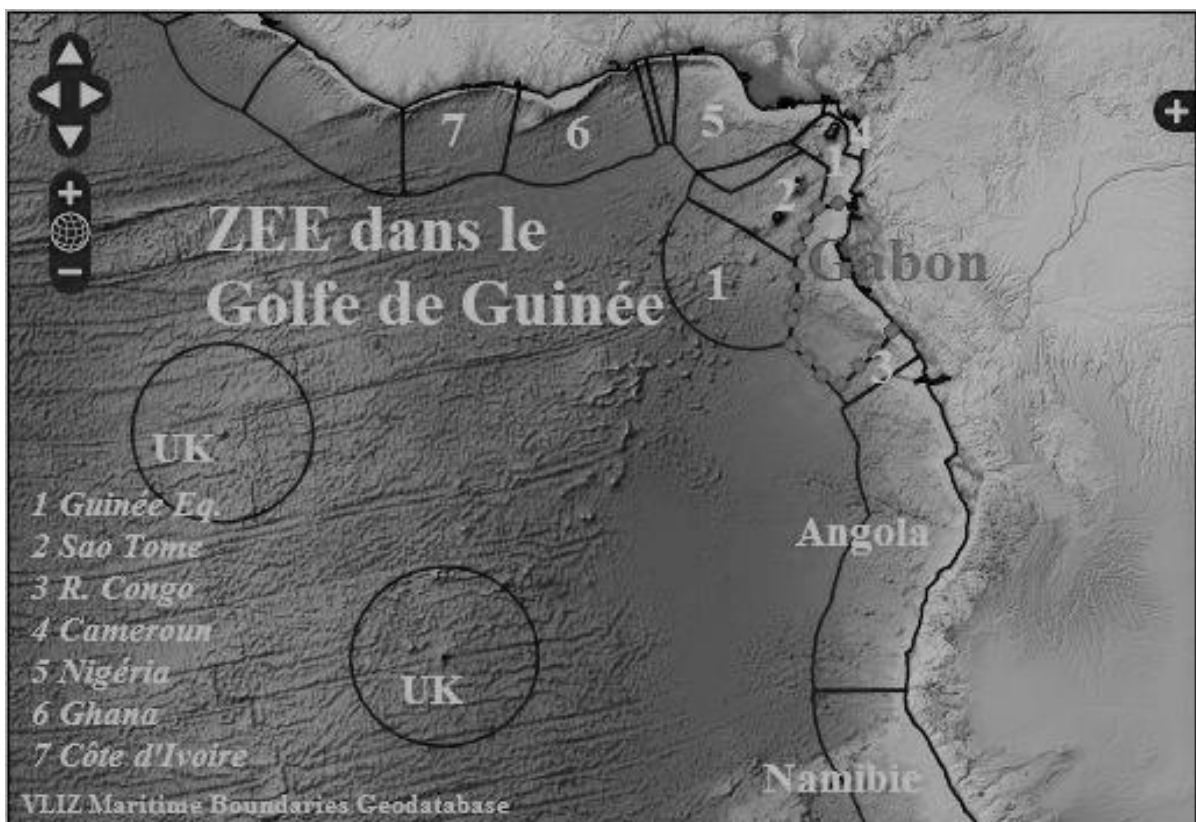 7
6
5
4
1
2
ZEE dans le
Golfe de Guinée
Gabon
1
3
UK
1 Guinée Eq.
2 Sao Tome
3 R. Congo
4 Cameroun
5 Nigéria
6 Ghana
7 Côte d'Ivoire
Angola
UK
Namibie
VLIZ Maritime Boundaries Geodatabase